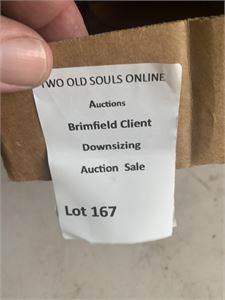 TWO OLD SOULS ONLINE
Auctions
Brimfield Client
Downsizing
Auction Sale
Lot 167